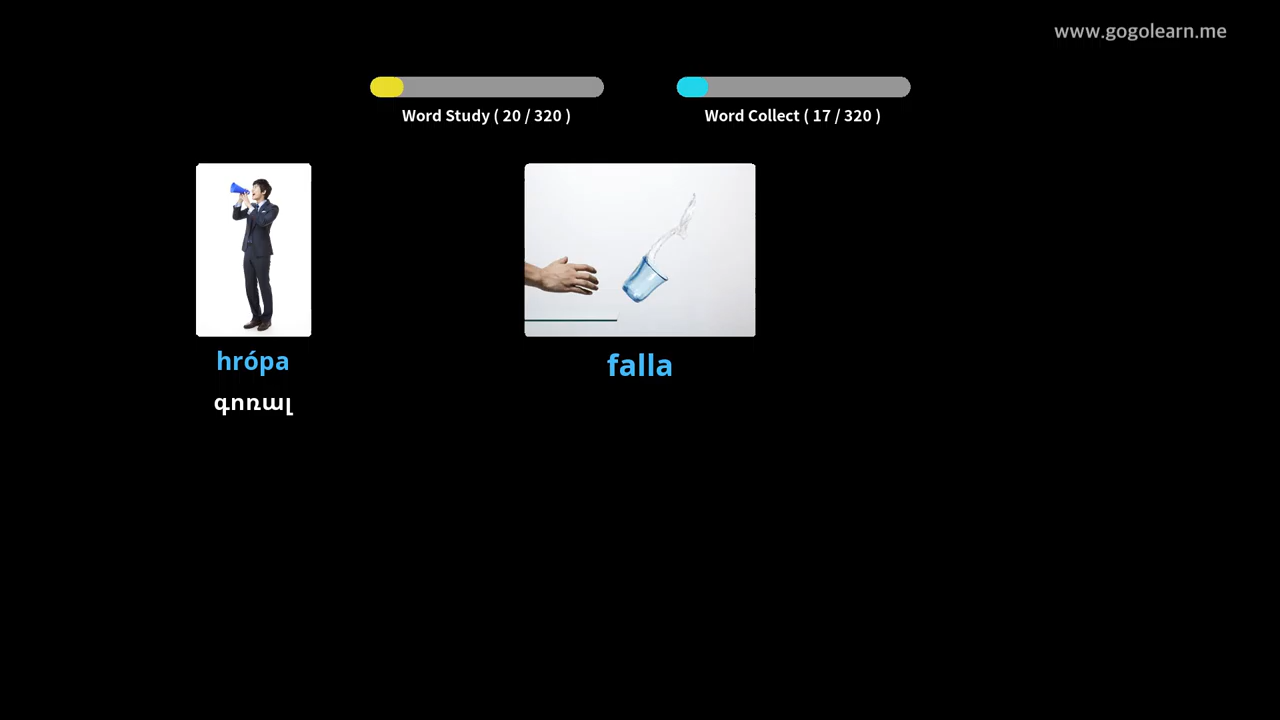 www.gogolearn.me
Word Study ( 20 / 320 )
Word Collect ( 17 / 320 )
hrópa
գոռալ
falla